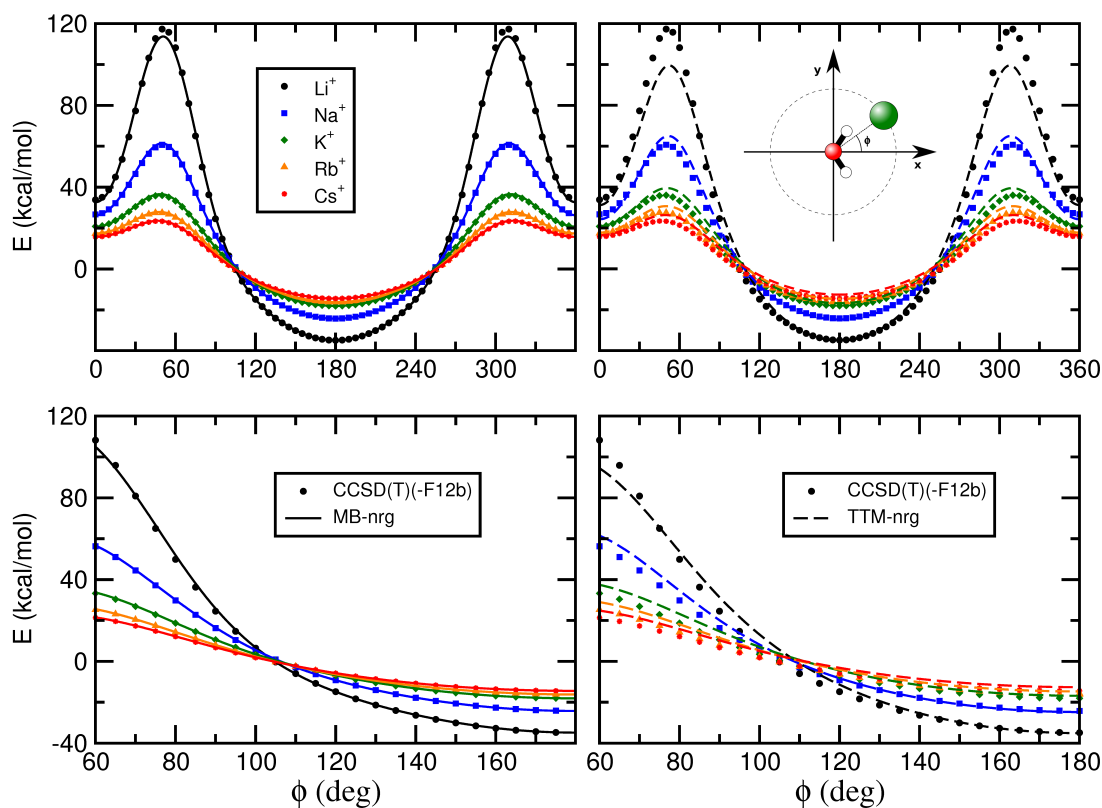 120
80
40
0
E (kcal/mol)
Li+
Na+
K+
Rb+
Cs+
y
x
ϕ
0 60 120 180 240 300
0 60 120 180 240 300 360
120
80
40
0
-40
E (kcal/mol)
CCSD(T)(-F12b)
MB-nrg
CCSD(T)(-F12b)
TTM-nrg
60 80 100 120 140 160
60 80 100 120 140 160 180
ϕ (deg)
ϕ (deg)